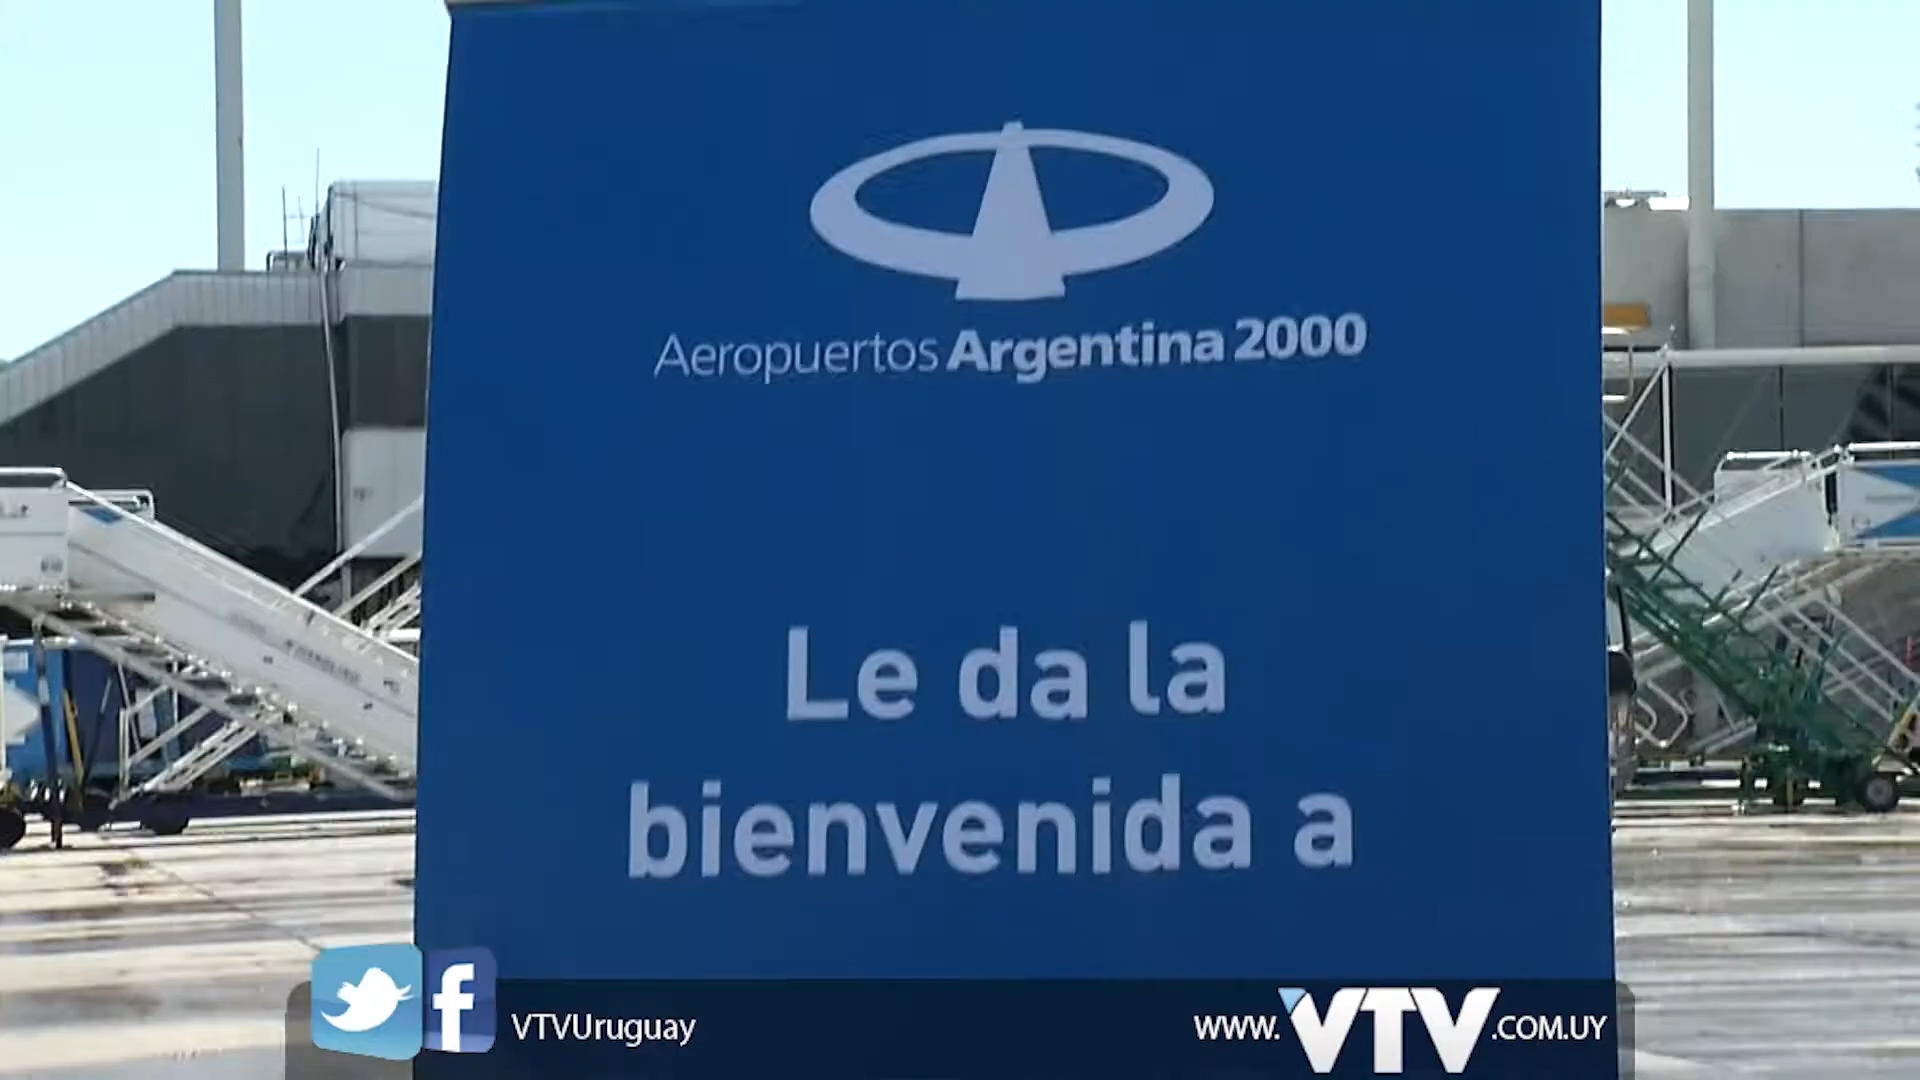 Aeropuertos Argentina 2000
Le da la
bienvenida a
VTVUruguay
www.VTV.COM.UY